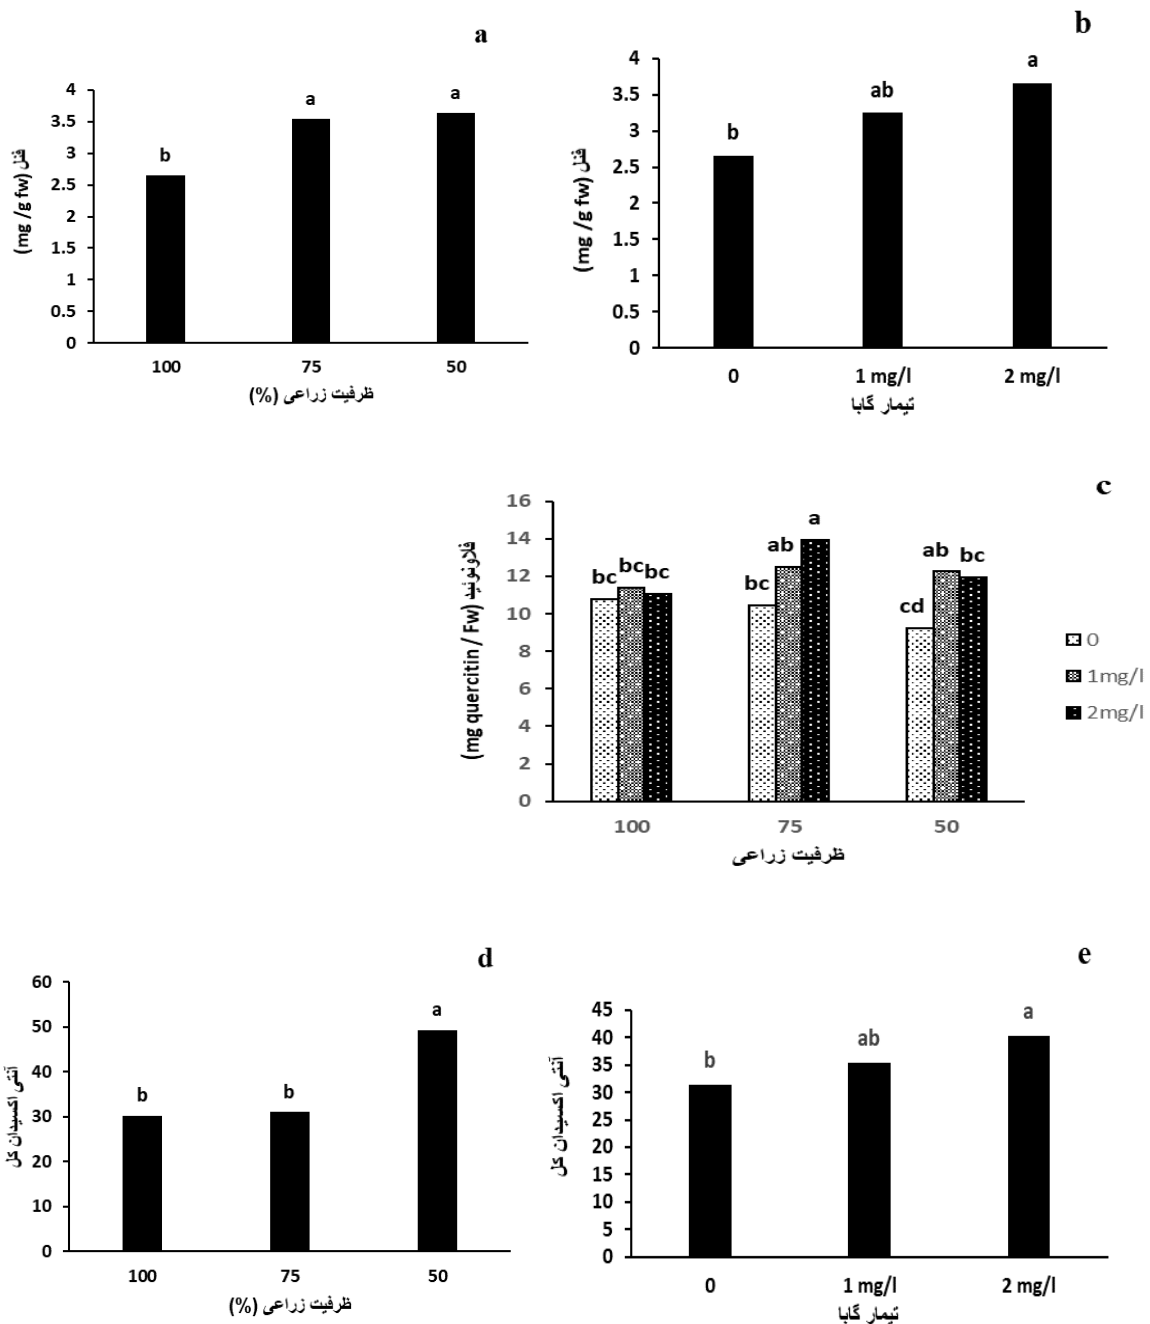 a
4
3.5
3
2.5
2
1.5
1
0.5
0
فنل (mg /g fw)
b
a
a
100
75
50
ظرفیت زراعی (%)
b
4
3.5
3
2.5
2
1.5
1
0.5
0
فنل (mg /g fw)
b
ab
a
0
1 mg/l
2 mg/l
تیمار گابا
c
16
14
12
10
8
6
4
2
0
فلاونوئید (mg quercitin / Fw)
bc
bc
bc
bc
ab
a
cd
ab
bc
100
75
50
ظرفیت زراعی
0
1mg/l
2mg/l
d
60
50
40
30
20
10
0
آنتی اکسیدان کل
b
b
a
100
75
50
ظرفیت زراعی (%)
e
45
40
35
30
25
20
15
10
5
0
آنتی اکسیدان کل
b
ab
a
0
1 mg/l
2 mg/l
تیمار گابا